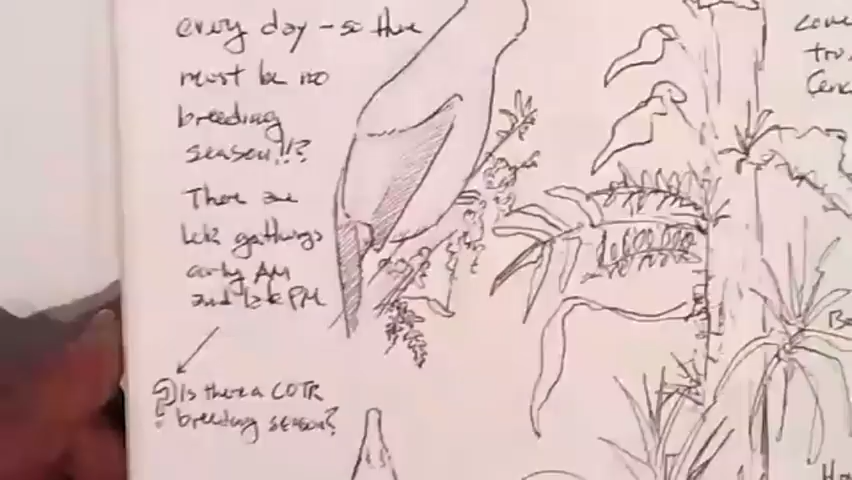 every day – so there
must be no
breeding
season!!?
There are
lek gatherings
early AM
and late PM
? Is there a COTR
breeding season?